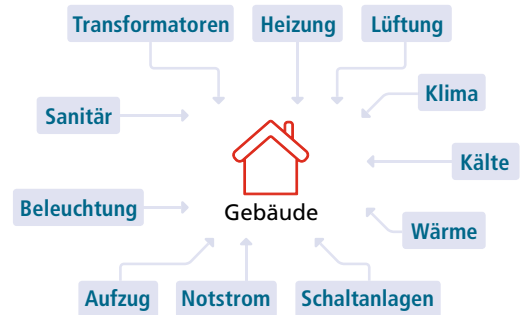 Transformatoren
Heizung
Lüftung
Klima
Sanitär
Kälte
Beleuchtung
Gebäude
Wärme
Aufzug
Notstrom
Schaltanlagen